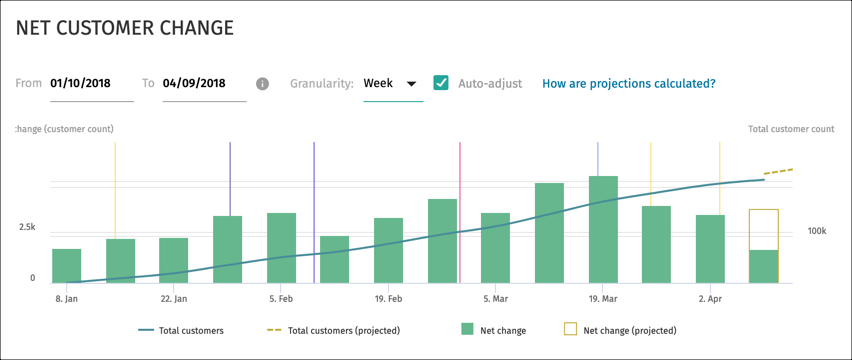 NET CUSTOMER CHANGE
From 01/10/2018 To 04/09/2018 Granularity: Week Auto-adjust How are projections calculated?
:hange (customer count) Total customer count
2.5k
100k
0
8. Jan 22. Jan 5. Feb 19. Feb 5. Mar 19. Mar 2. Apr
Total customers Total customers (projected) Net change Net change (projected)